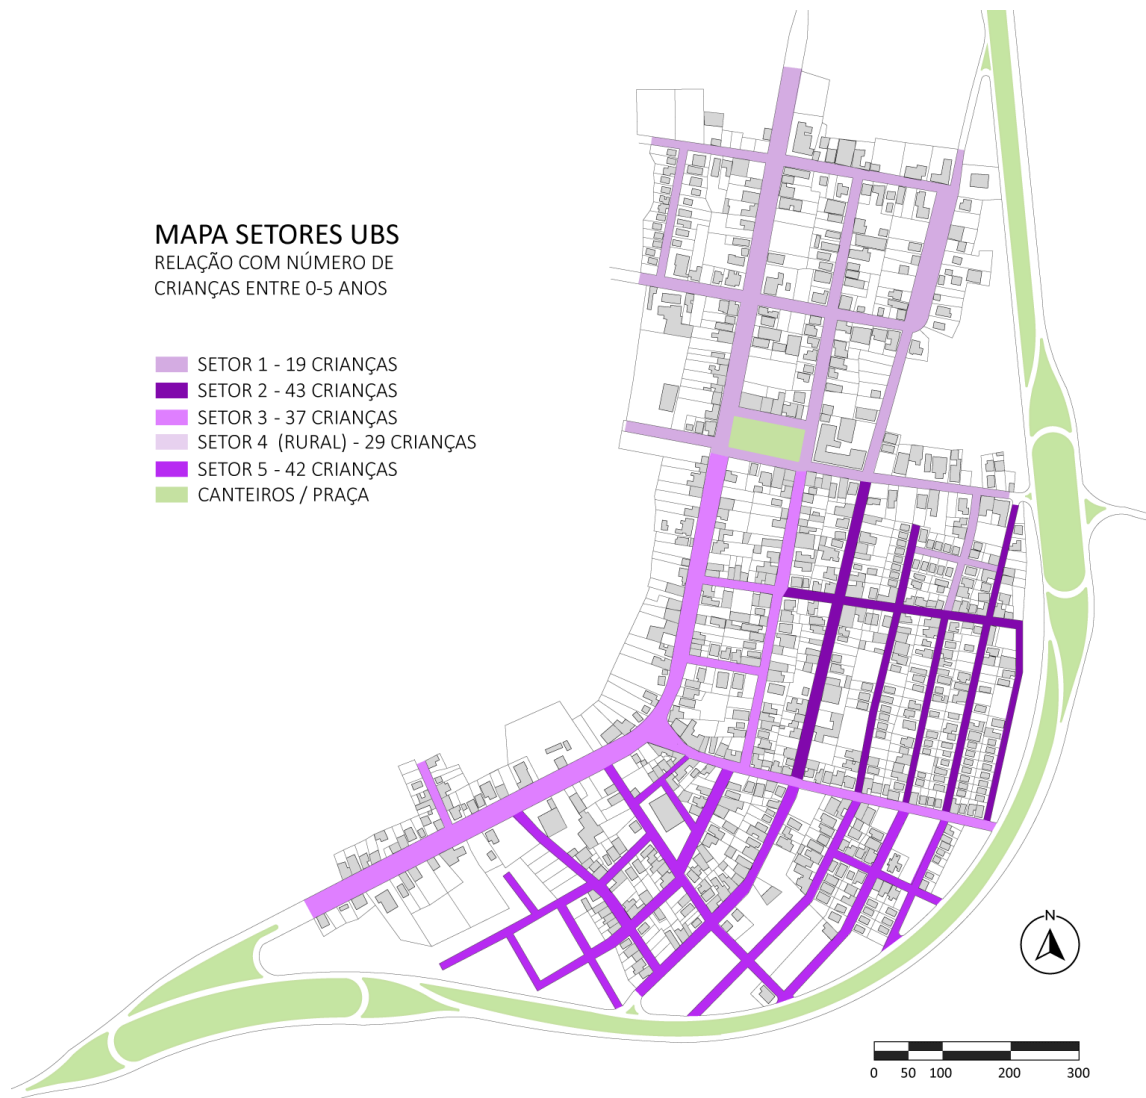 MAPA SETORES UBS
RELAÇÃO COM NÚMERO DE
CRIANÇAS ENTRE 0-5 ANOS
SETOR 1 - 19 CRIANÇAS
SETOR 2 - 43 CRIANÇAS
SETOR 3 - 37 CRIANÇAS
SETOR 4 (RURAL) - 29 CRIANÇAS
SETOR 5 - 42 CRIANÇAS
CANTEIROS / PRAÇA
N
0 50 100 200 300